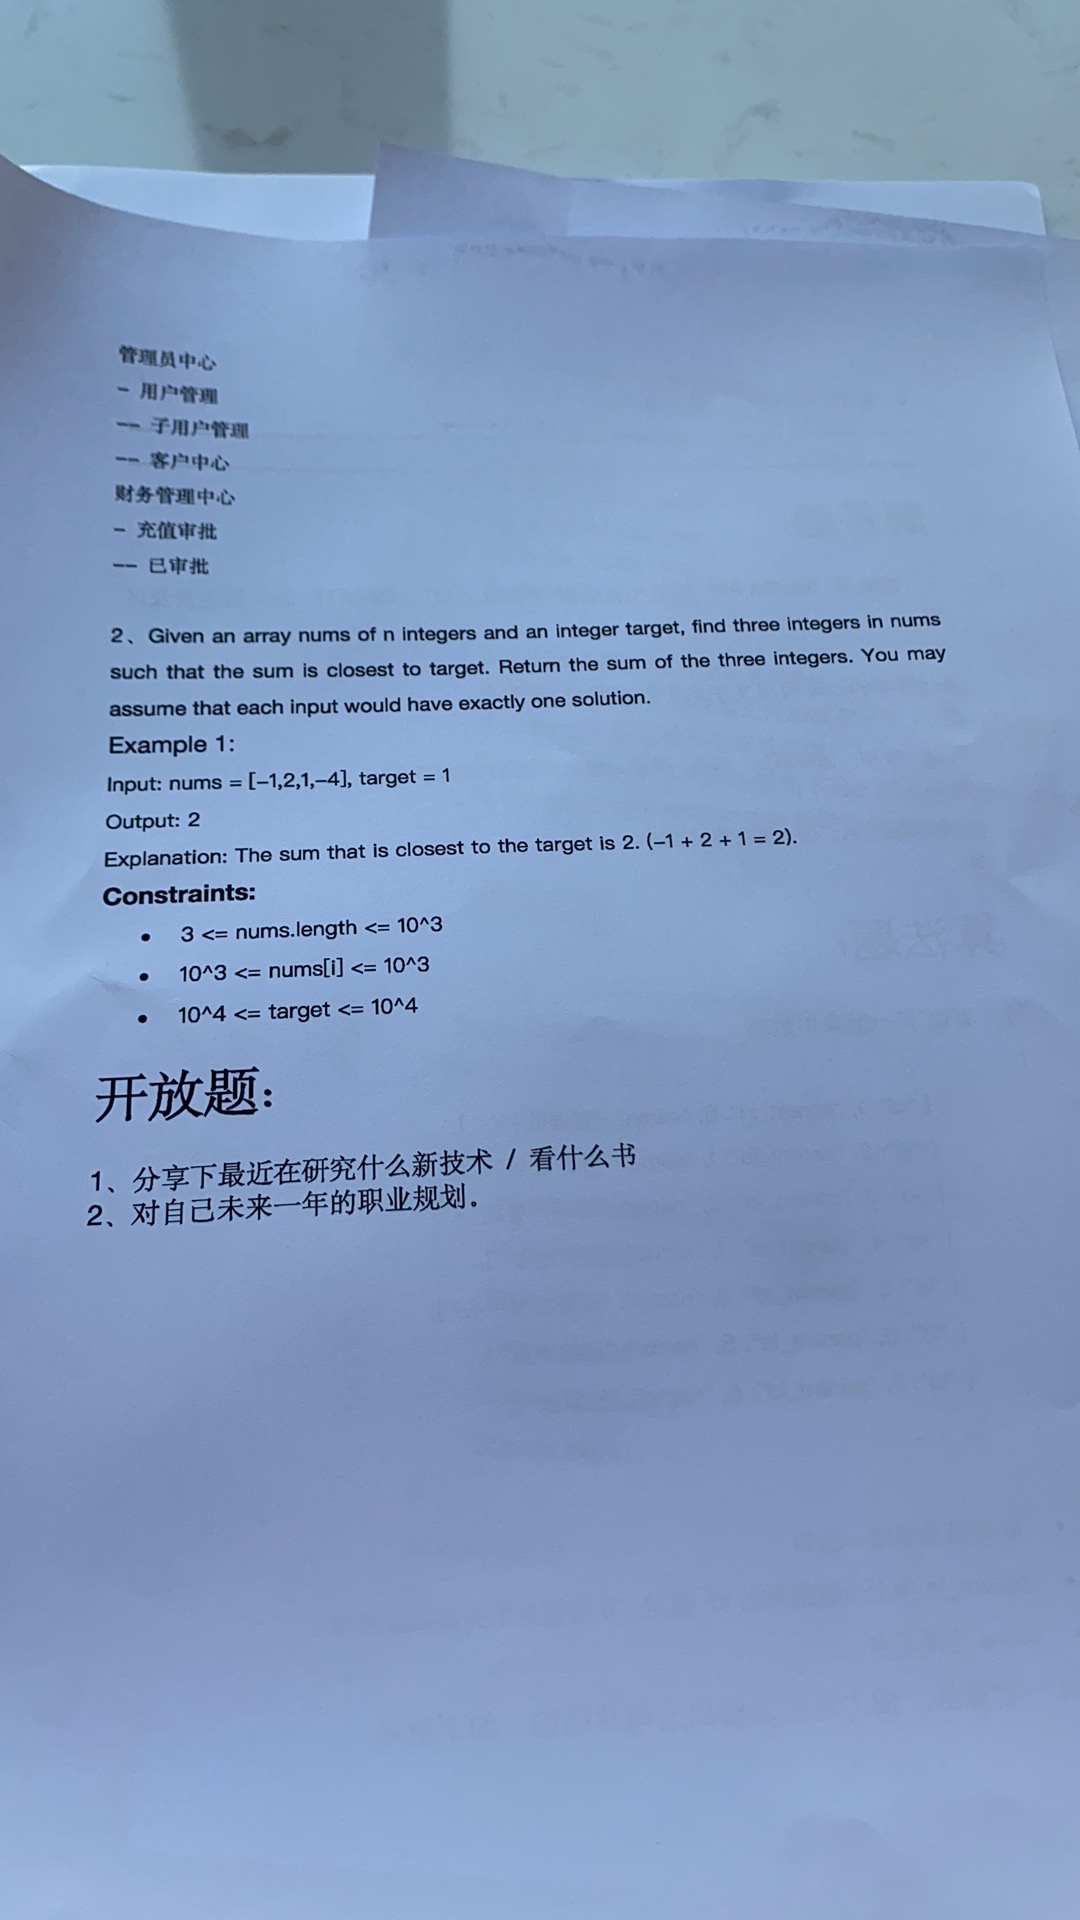 管理员中心
- 用户管理
-- 子用户管理
-- 客户中心
财务管理中心
- 充值审批
-- 已审批
2、Given an array nums of n integers and an integer target, find three integers in nums
such that the sum is closest to target. Return the sum of the three integers. You may
assume that each input would have exactly one solution.
Example 1:
Input: nums = [-1,2,1,-4], target = 1
Output: 2
Explanation: The sum that is closest to the target is 2. (-1 + 2 + 1 = 2).
Constraints:
• 3 <= nums.length <= 10^3
• 10^3 <= nums[i] <= 10^3
• 10^4 <= target <= 10^4
开放题:
1、分享下最近在研究什么新技术 / 看什么书
2、对自己未来一年的职业规划。